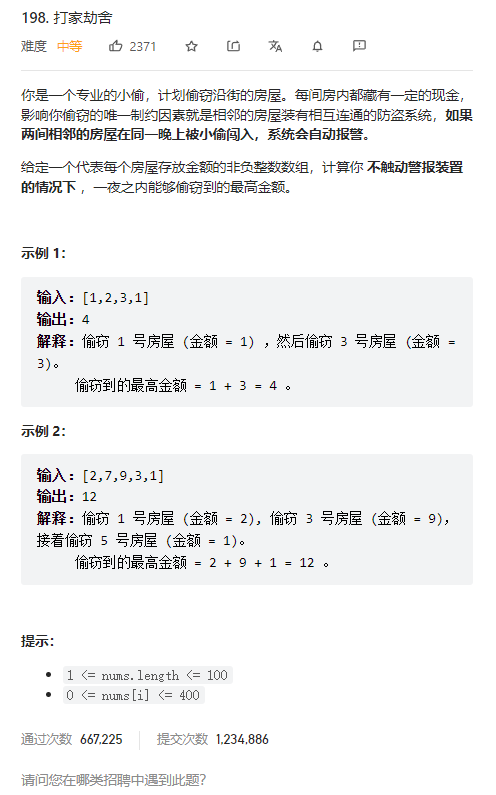 198. 打家劫舍
难度 中等 2371
你是一个专业的小偷，计划偷窃沿街的房屋。每间房内都藏有一定的现金，
影响你偷窃的唯一制约因素就是相邻的房屋装有相互连通的防盗系统，如果
两间相邻的房屋在同一晚上被小偷闯入，系统会自动报警。
给定一个代表每个房屋存放金额的非负整数数组，计算你 不触动警报装置
的情况下 ，一夜之内能够偷窃到的最高金额。
示例 1：
输入：[1,2,3,1]
输出：4
解释：偷窃 1 号房屋 (金额 = 1) ，然后偷窃 3 号房屋 (金额 =
3)。
偷窃到的最高金额 = 1 + 3 = 4 。
示例 2：
输入：[2,7,9,3,1]
输出：12
解释：偷窃 1 号房屋 (金额 = 2), 偷窃 3 号房屋 (金额 = 9)，
接着偷窃 5 号房屋 (金额 = 1)。
偷窃到的最高金额 = 2 + 9 + 1 = 12 。
提示：
1 <= nums.length <= 100
0 <= nums[i] <= 400
通过次数 667,225 提交次数 1,234,886
请问您在哪类招聘中遇到此题？